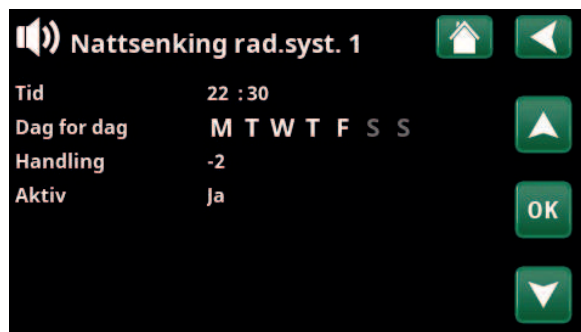 Nattsenking rad.syst. 1
Tid 22 :30
Dag for dag M T W T F S S
Handling -2
Aktiv Ja
OK